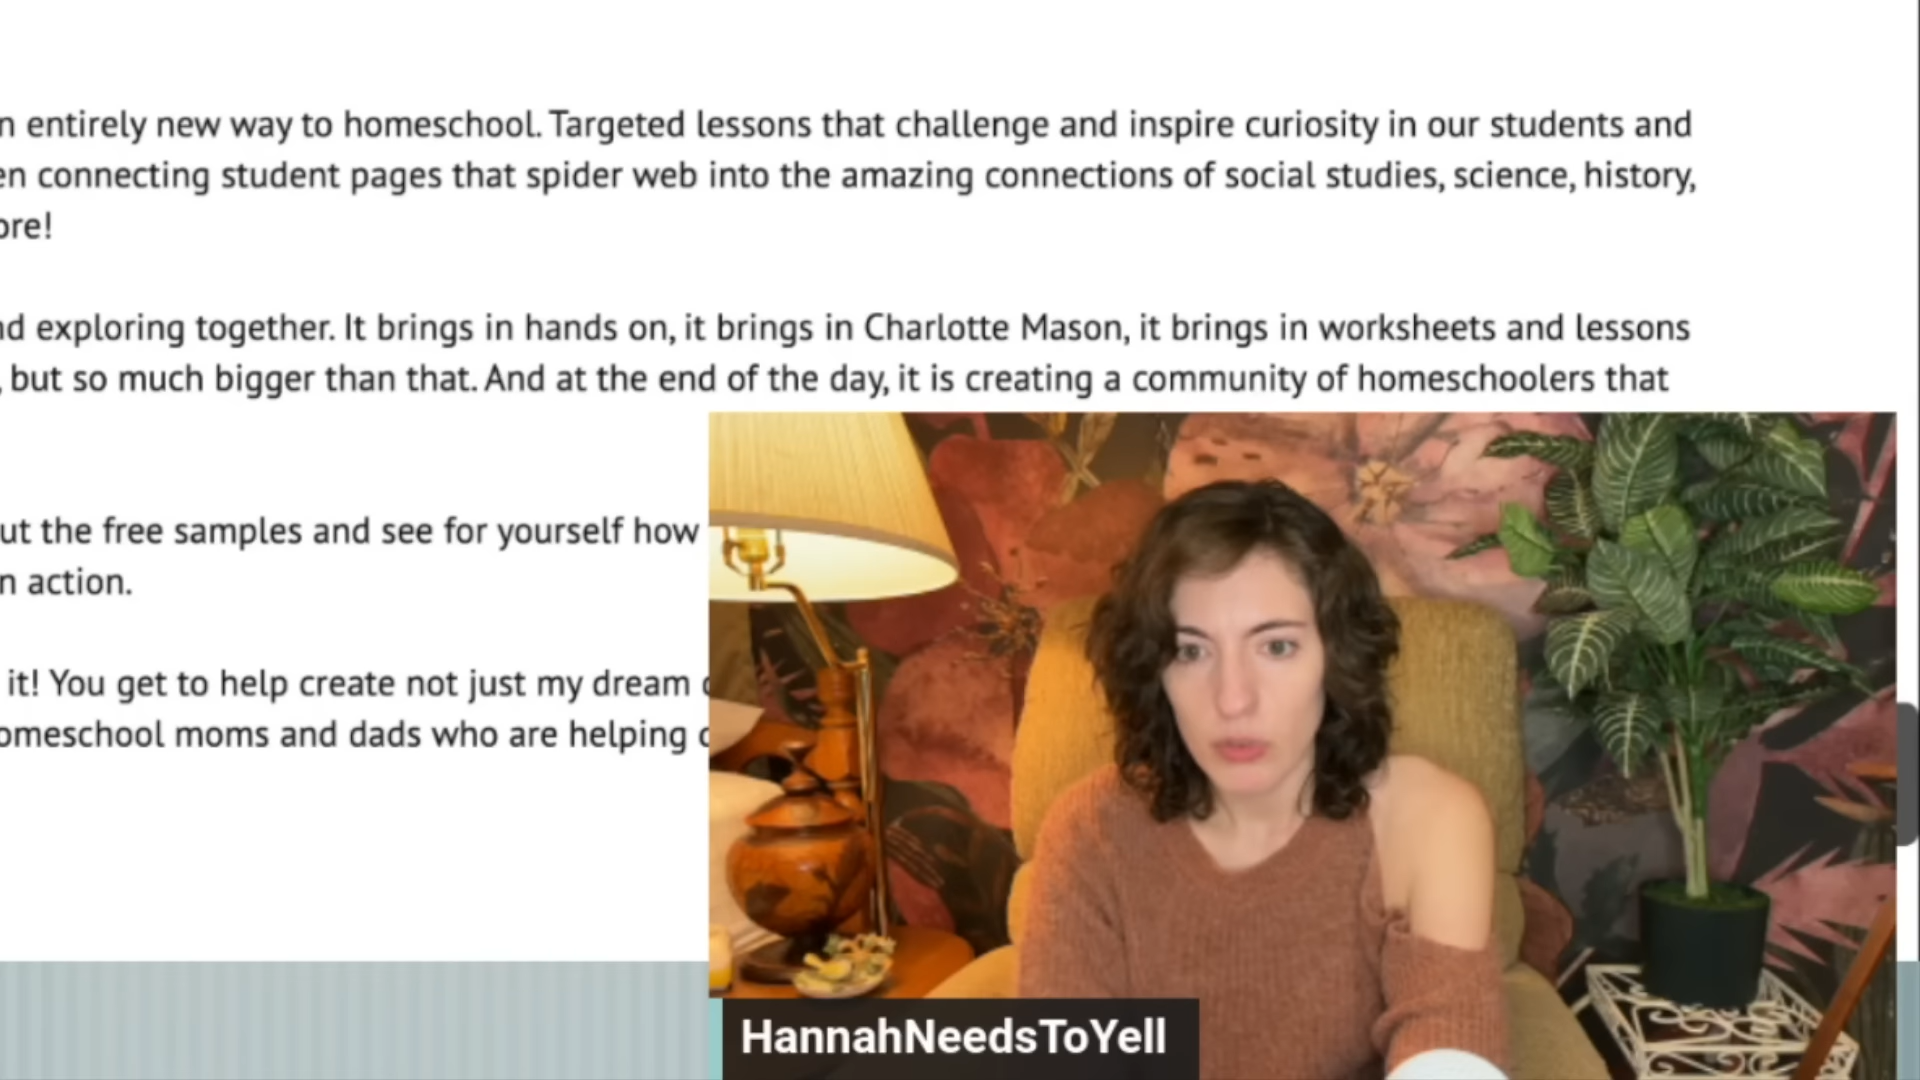 entirely new way to homeschool. Targeted lessons that challenge and inspire curiosity in our students and
connecting student pages that spider web into the amazing connections of social studies, science, history,
exploring together. It brings in hands on, it brings in Charlotte Mason, it brings in worksheets and lessons
but so much bigger than that. And at the end of the day, it is creating a community of homeschoolers that
the free samples and see for yourself how
action.
it! You get to help create not just my dream
moms and dads who are helping
HannahNeedsToYell